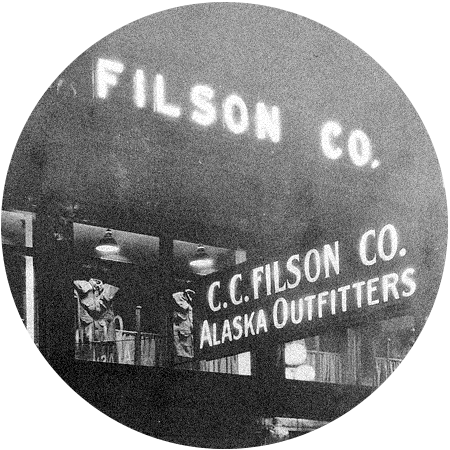 FILSON CO.
C.C. FILSON CO.
ALASKA OUTFITTERS